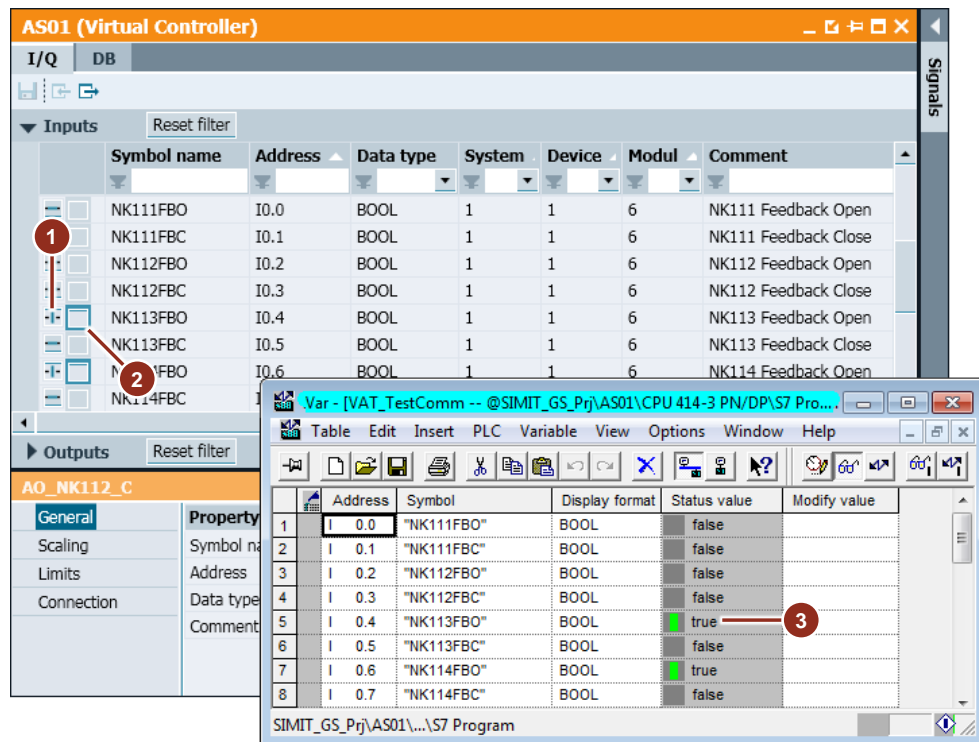 AS01 (Virtual Controller)
I/Q DB
Signals
Inputs Reset filter
Symbol name Address Data type System Device Modul Comment
NK111FBO I0.0 BOOL 1 1 6 NK111 Feedback Open
1 NK111FBC I0.1 BOOL 1 1 6 NK111 Feedback Close
NK112FBO I0.2 BOOL 1 1 6 NK112 Feedback Open
NK112FBC I0.3 BOOL 1 1 6 NK112 Feedback Close
NK113FBO I0.4 BOOL 1 1 6 NK113 Feedback Open
NK113FBC I0.5 BOOL 1 1 6 NK113 Feedback Close
2 FBO I0.6 BOOL 1 1 6 NK114 Feedback Open
NK114FBC
Outputs Reset filter
AO_NK112_C
General Property
Scaling Symbol na
Limits Address
Connection Data type
Comment
Var - [VAT_TestComm -- @SIMIT_GS_Prj\AS01\CPU 414-3 PN/DP\S7 Pro...
Table Edit Insert PLC Variable View Options Window Help
Address Symbol Display format Status value Modify value
1 I 0.0 "NK111FBO" BOOL false
2 I 0.1 "NK111FBC" BOOL false
3 I 0.2 "NK112FBO" BOOL false
4 I 0.3 "NK112FBC" BOOL false
5 I 0.4 "NK113FBO" BOOL true 3
6 I 0.5 "NK113FBC" BOOL false
7 I 0.6 "NK114FBO" BOOL true
8 I 0.7 "NK114FBC" BOOL false
SIMIT_GS_Prj\AS01\...\S7 Program